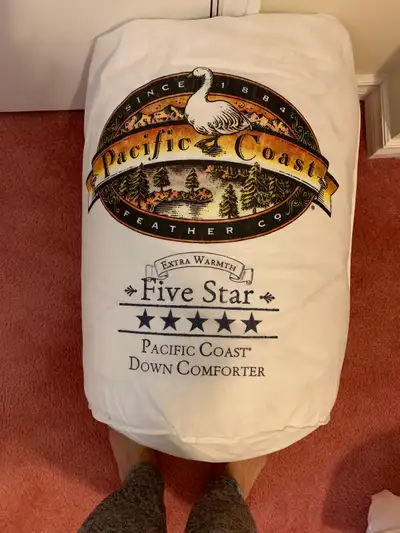 SINCE 1884
Pacific Coast
FEATHER CO.
EXTRA WARMTH
Five Star
PACIFIC COAST®
DOWN COMFORTER